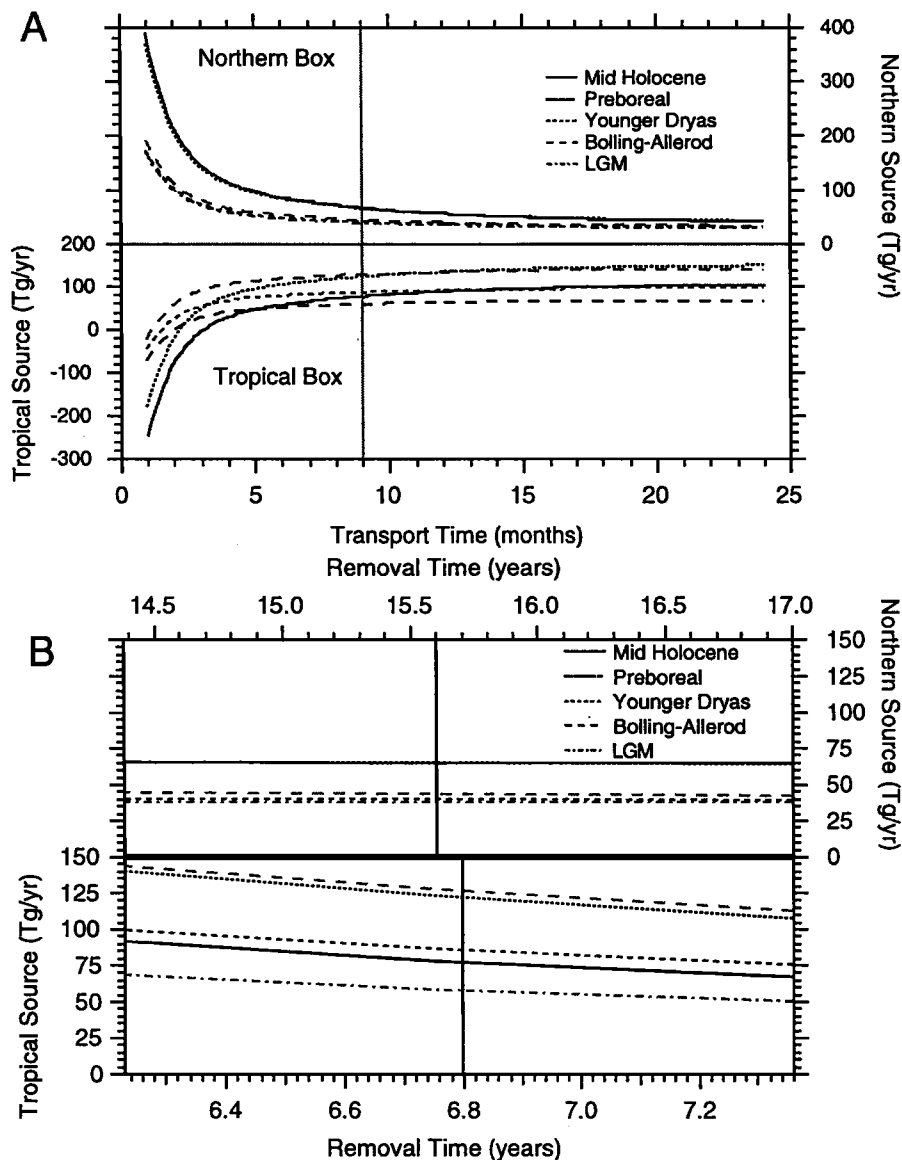 A
Northern Box
Mid Holocene
Preboreal
Younger Dryas
Bolling-Allerod
LGM
400
300
200
100
0
Northern Source (Tg/yr)
200
100
0
-100
-200
-300
Tropical Source (Tg/yr)
Tropical Box
0 5 10 15 20 25
Transport Time (months)
Removal Time (years)
14.5 15.0 15.5 16.0 16.5 17.0
B
Mid Holocene
Preboreal
Younger Dryas
Bolling-Allerod
LGM
150
125
100
75
50
25
0
Northern Source (Tg/yr)
150
125
100
75
50
25
0
Tropical Source (Tg/yr)
6.4 6.6 6.8 7.0 7.2
Removal Time (years)